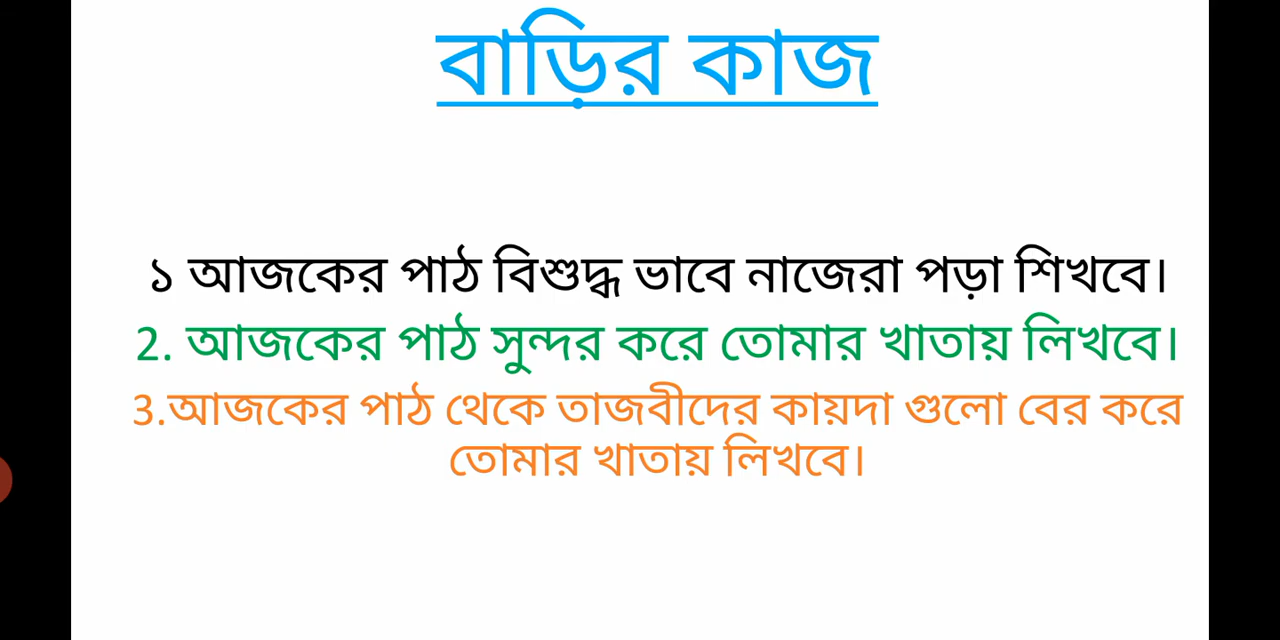 বাড়ির কাজ
১ আজকের পাঠ বিশুদ্ধ ভাবে নাজেরা পড়া শিখবে।
2. আজকের পাঠ সুন্দর করে তোমার খাতায় লিখবে।
3.আজকের পাঠ থেকে তাজবীদের কায়দা গুলো বের করে
তোমার খাতায় লিখবে।